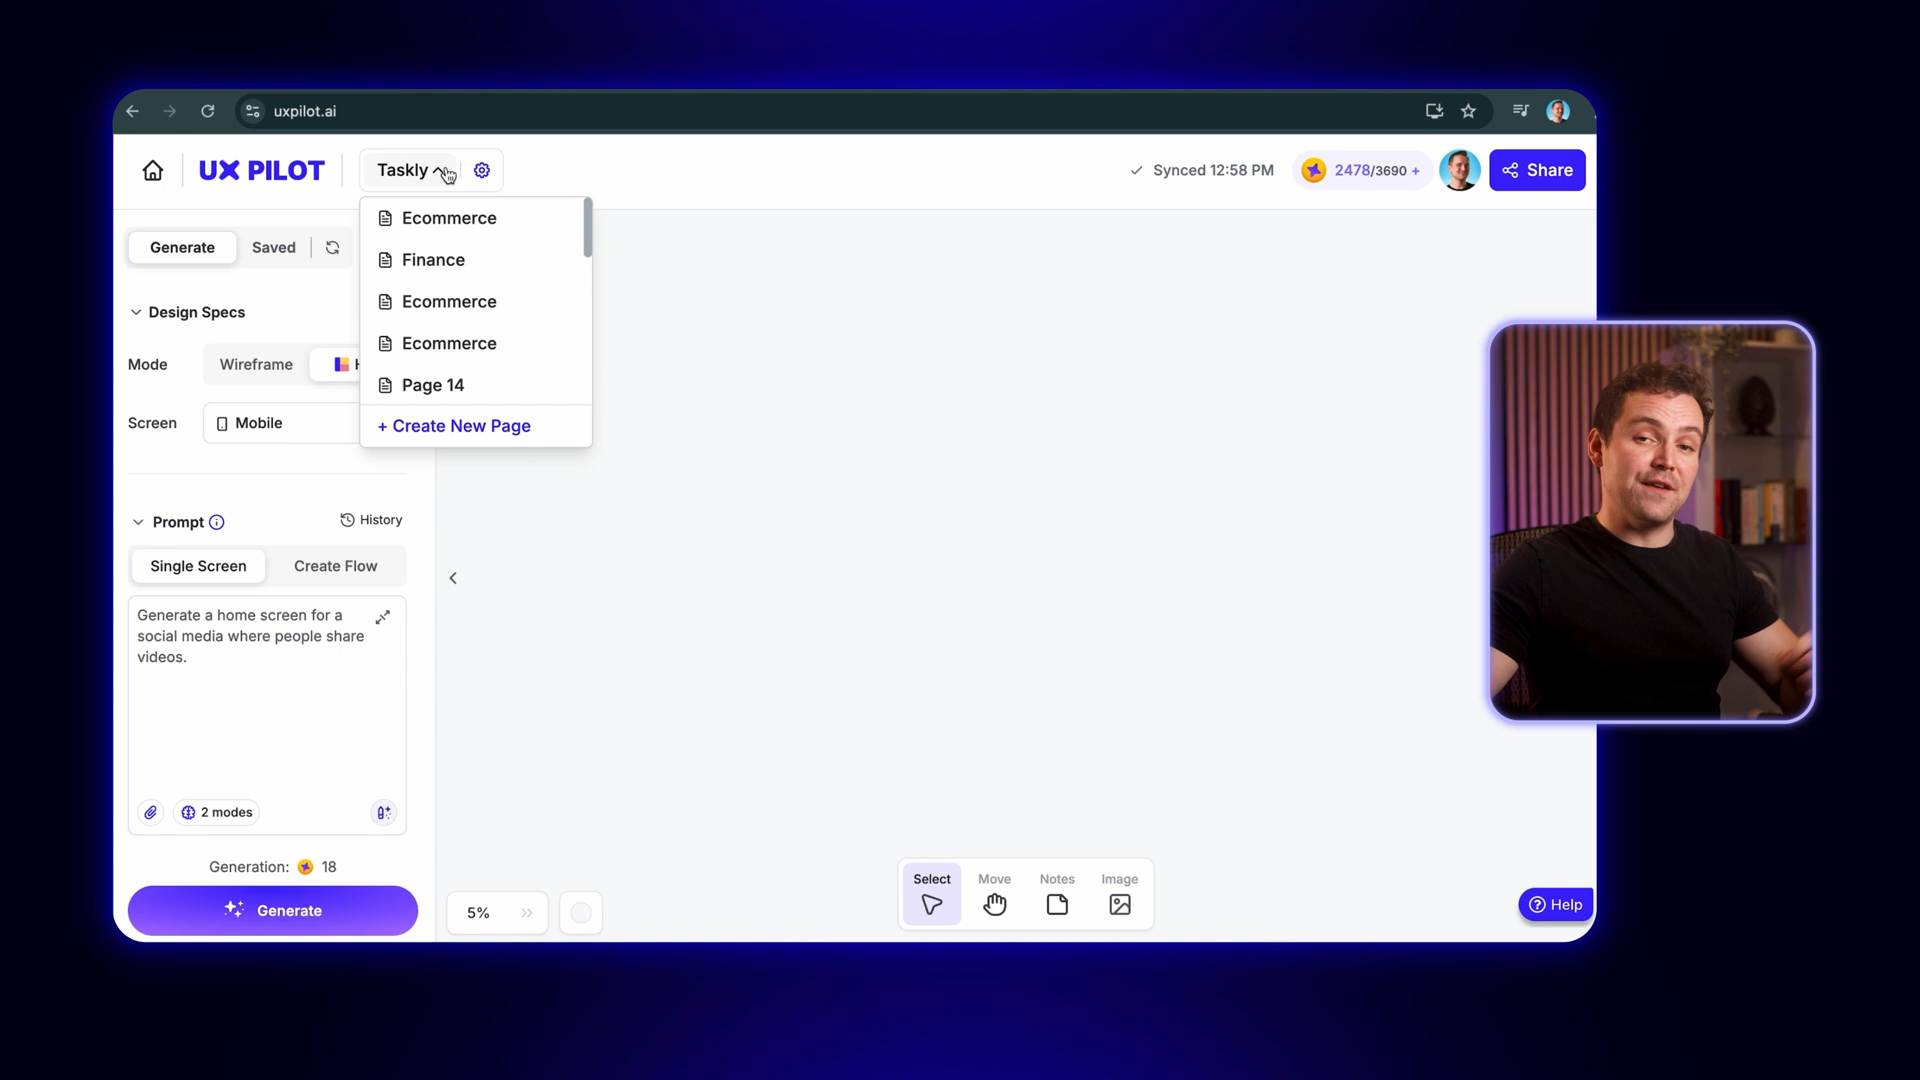 uxpilot.ai
UX PILOT
Taskly
Synced 12:58 PM
2478/3690 +
Share
Ecommerce
Finance
Ecommerce
Ecommerce
Page 14
+ Create New Page
Generate
Saved
Design Specs
Mode
Wireframe
Screen
Mobile
Prompt
History
Single Screen
Create Flow
Generate a home screen for a
social media where people share
videos.
2 modes
Generation: 18
Generate
5%
Select
Move
Notes
Image
Help